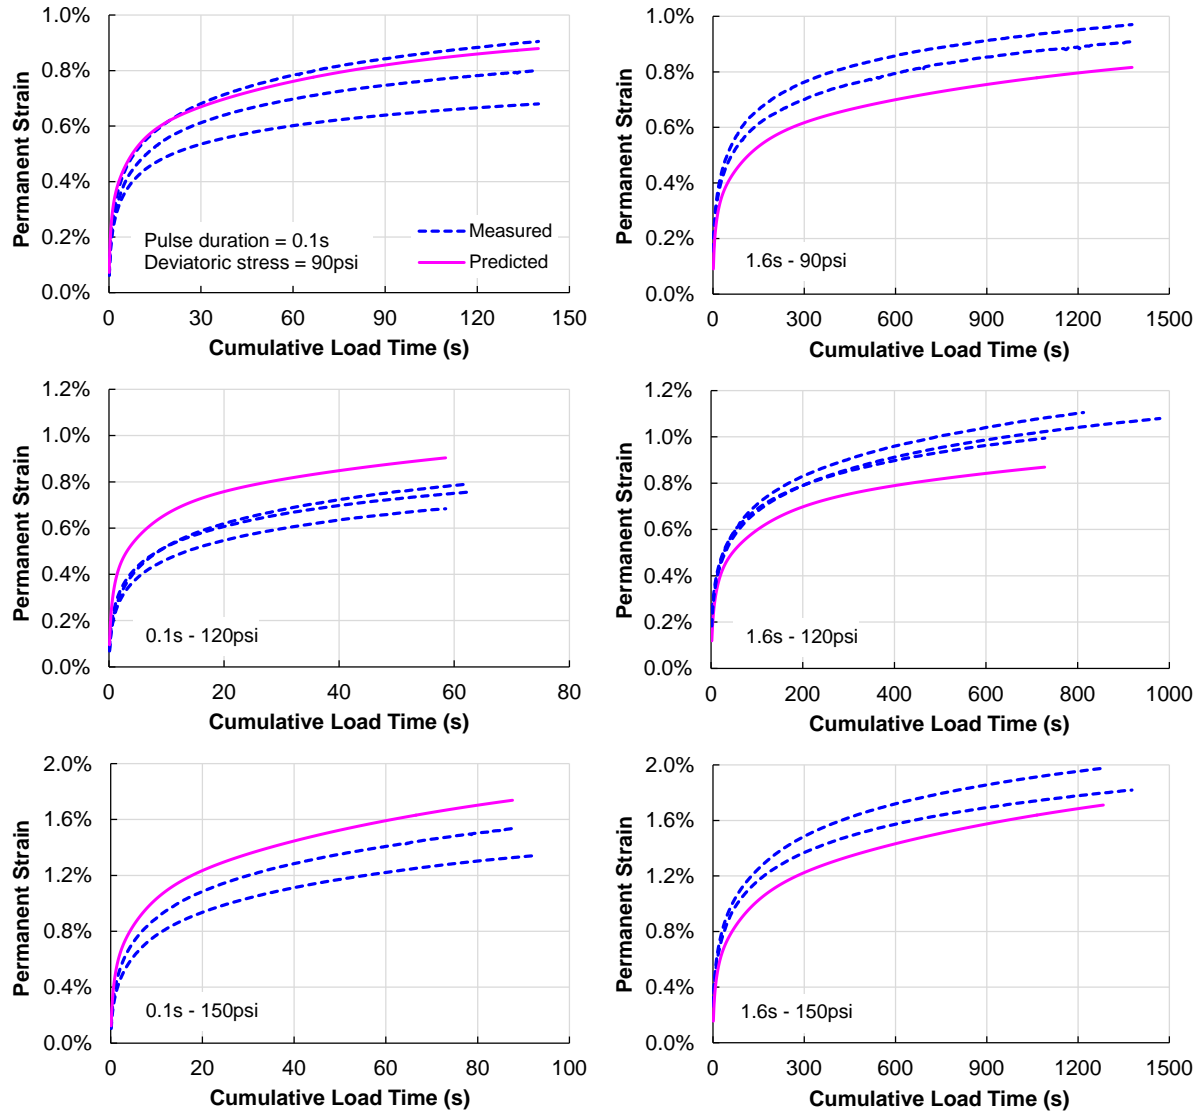 1.0%
0.8%
0.6%
0.4%
0.2%
0.0%
Permanent Strain
Pulse duration = 0.1s
Deviatoric stress = 90psi
Measured
Predicted
0 30 60 90 120 150
Cumulative Load Time (s)
1.0%
0.8%
0.6%
0.4%
0.2%
0.0%
Permanent Strain
1.6s - 90psi
0 300 600 900 1200 1500
Cumulative Load Time (s)
1.2%
1.0%
0.8%
0.6%
0.4%
0.2%
0.0%
Permanent Strain
0.1s - 120psi
0 20 40 60 80
Cumulative Load Time (s)
1.2%
1.0%
0.8%
0.6%
0.4%
0.2%
0.0%
Permanent Strain
1.6s - 120psi
0 200 400 600 800 1000
Cumulative Load Time (s)
2.0%
1.6%
1.2%
0.8%
0.4%
0.0%
Permanent Strain
0.1s - 150psi
0 20 40 60 80 100
Cumulative Load Time (s)
2.0%
1.6%
1.2%
0.8%
0.4%
0.0%
Permanent Strain
1.6s - 150psi
0 300 600 900 1200 1500
Cumulative Load Time (s)